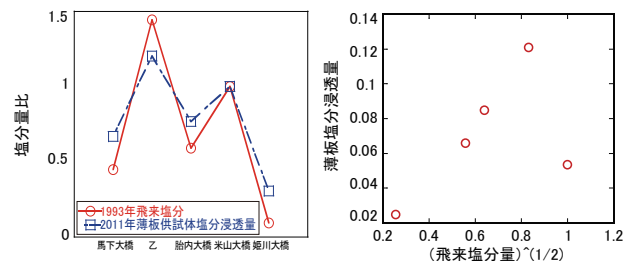 1.5
1
0.5
0
塩分量比
1993年飛来塩分
2011年薄板供試体塩分浸透量
馬下大橋 乙 胎内大橋 米山大橋 姫川大橋
0.14
0.12
0.1
0.08
0.06
0.04
0.02
薄板塩分浸透量
0.2 0.4 0.6 0.8 1 1.2
(飛来塩分量)^(1/2)